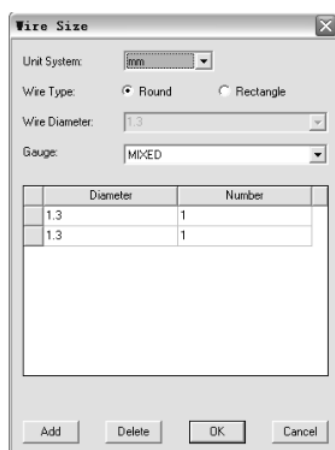 Wire Size
Unit System: mm
Wire Type: Round Rectangle
Wire Diameter: 1.3
Gauge: MIXED
Diameter Number
1.3 1
1.3 1
Add Delete OK Cancel